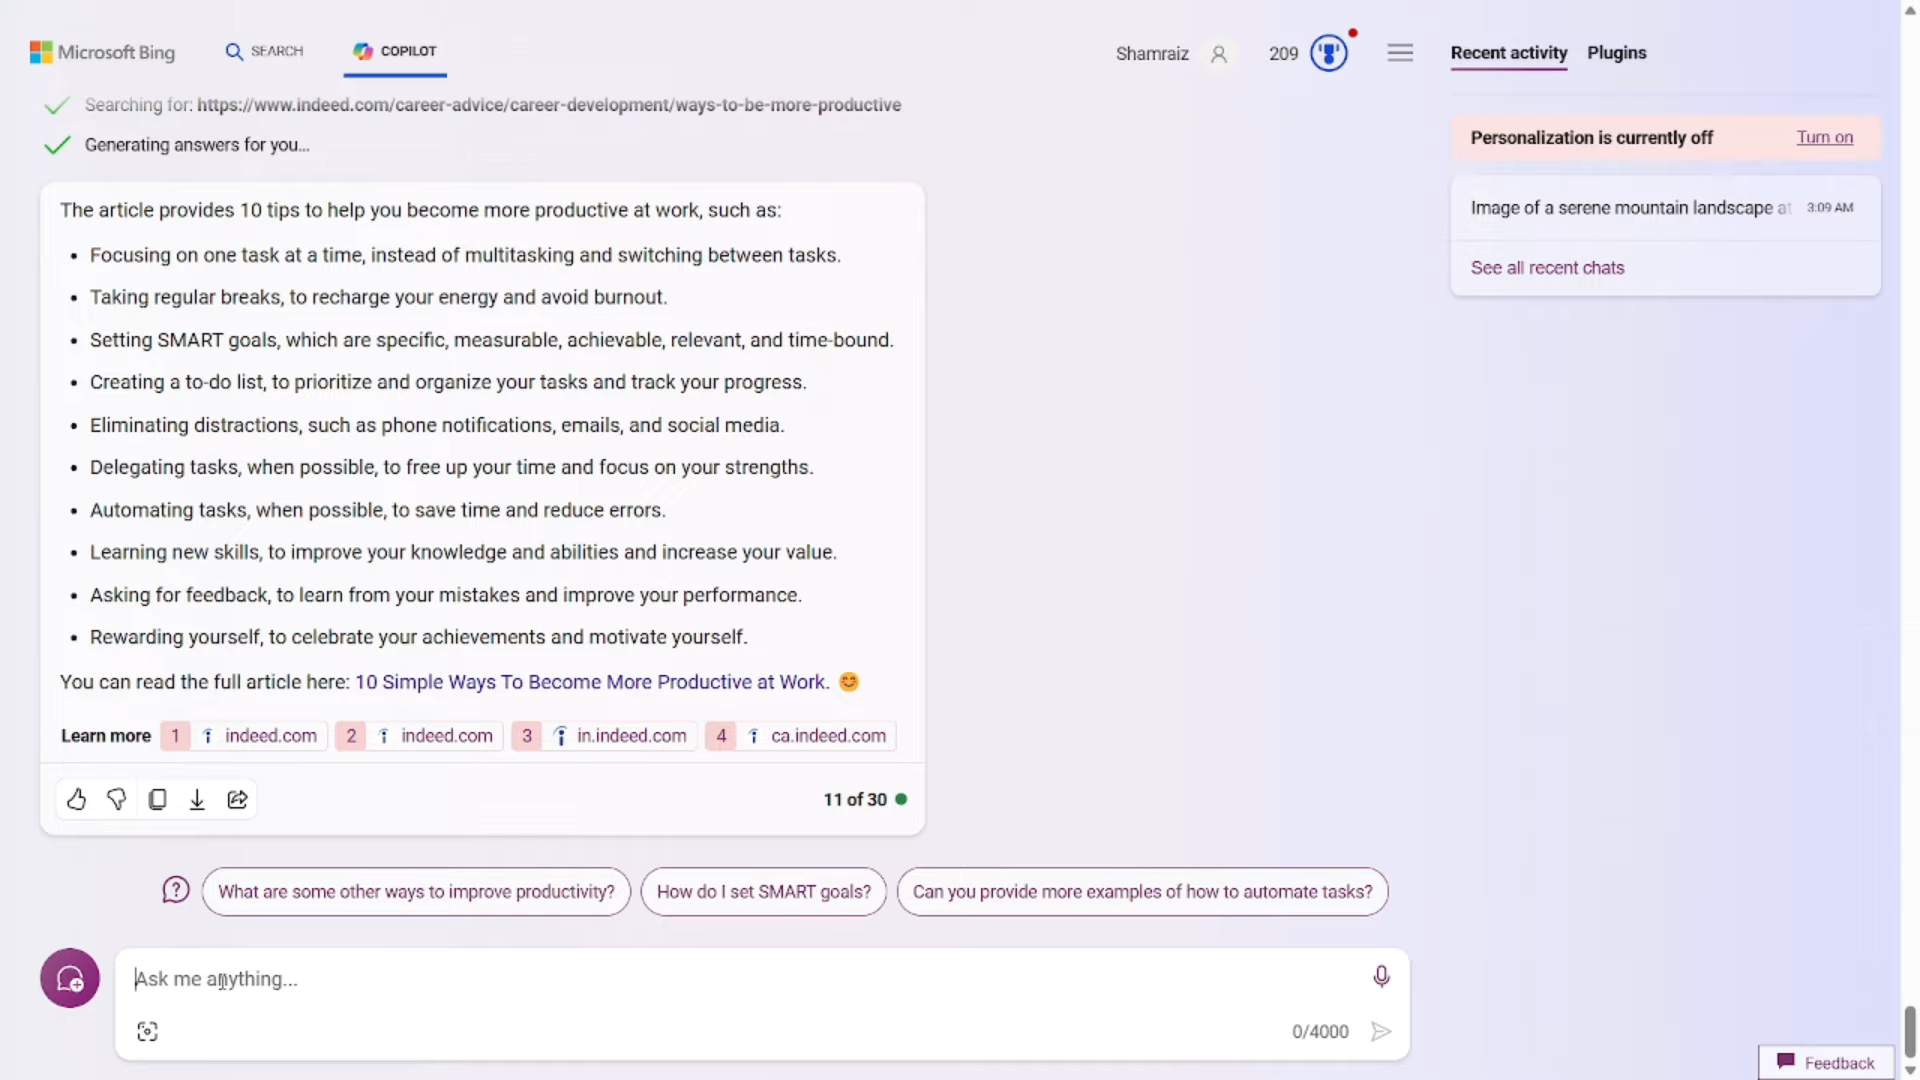 Microsoft Bing
SEARCH
COPILOT
Shamraiz
209
Recent activity
Plugins
Searching for: https://www.indeed.com/career-advice/career-development/ways-to-be-more-productive
Generating answers for you...
Personalization is currently off
Turn on
Image of a serene mountain landscape at
3:09 AM
See all recent chats
The article provides 10 tips to help you become more productive at work, such as:
• Focusing on one task at a time, instead of multitasking and switching between tasks.
• Taking regular breaks, to recharge your energy and avoid burnout.
• Setting SMART goals, which are specific, measurable, achievable, relevant, and time-bound.
• Creating a to-do list, to prioritize and organize your tasks and track your progress.
• Eliminating distractions, such as phone notifications, emails, and social media.
• Delegating tasks, when possible, to free up your time and focus on your strengths.
• Automating tasks, when possible, to save time and reduce errors.
• Learning new skills, to improve your knowledge and abilities and increase your value.
• Asking for feedback, to learn from your mistakes and improve your performance.
• Rewarding yourself, to celebrate your achievements and motivate yourself.
You can read the full article here: 10 Simple Ways To Become More Productive at Work. 😊
Learn more 1 indeed.com 2 indeed.com 3 in.indeed.com 4 ca.indeed.com
11 of 30
What are some other ways to improve productivity?
How do I set SMART goals?
Can you provide more examples of how to automate tasks?
Ask me anything...
0/4000
Feedback